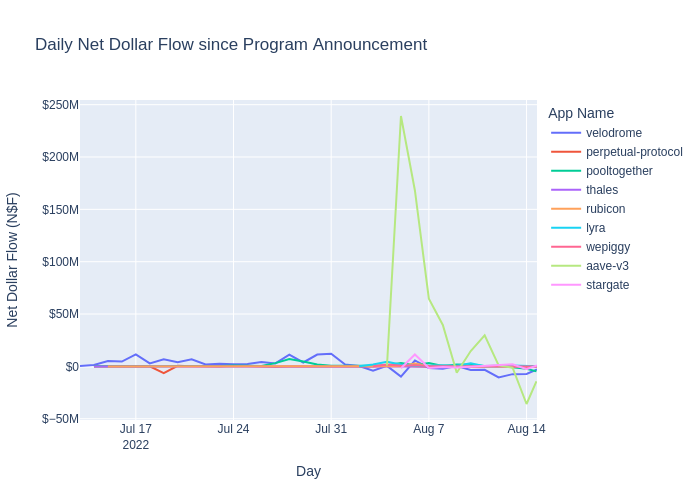 Daily Net Dollar Flow since Program Announcement
App Name
velodrome
perpetual-protocol
pooltogether
thales
rubicon
lyra
wepiggy
aave-v3
stargate
Net Dollar Flow (N$F)
$250M
$200M
$150M
$100M
$50M
$0
$−50M
Jul 17 Jul 24 Jul 31 Aug 7 Aug 14
2022
Day